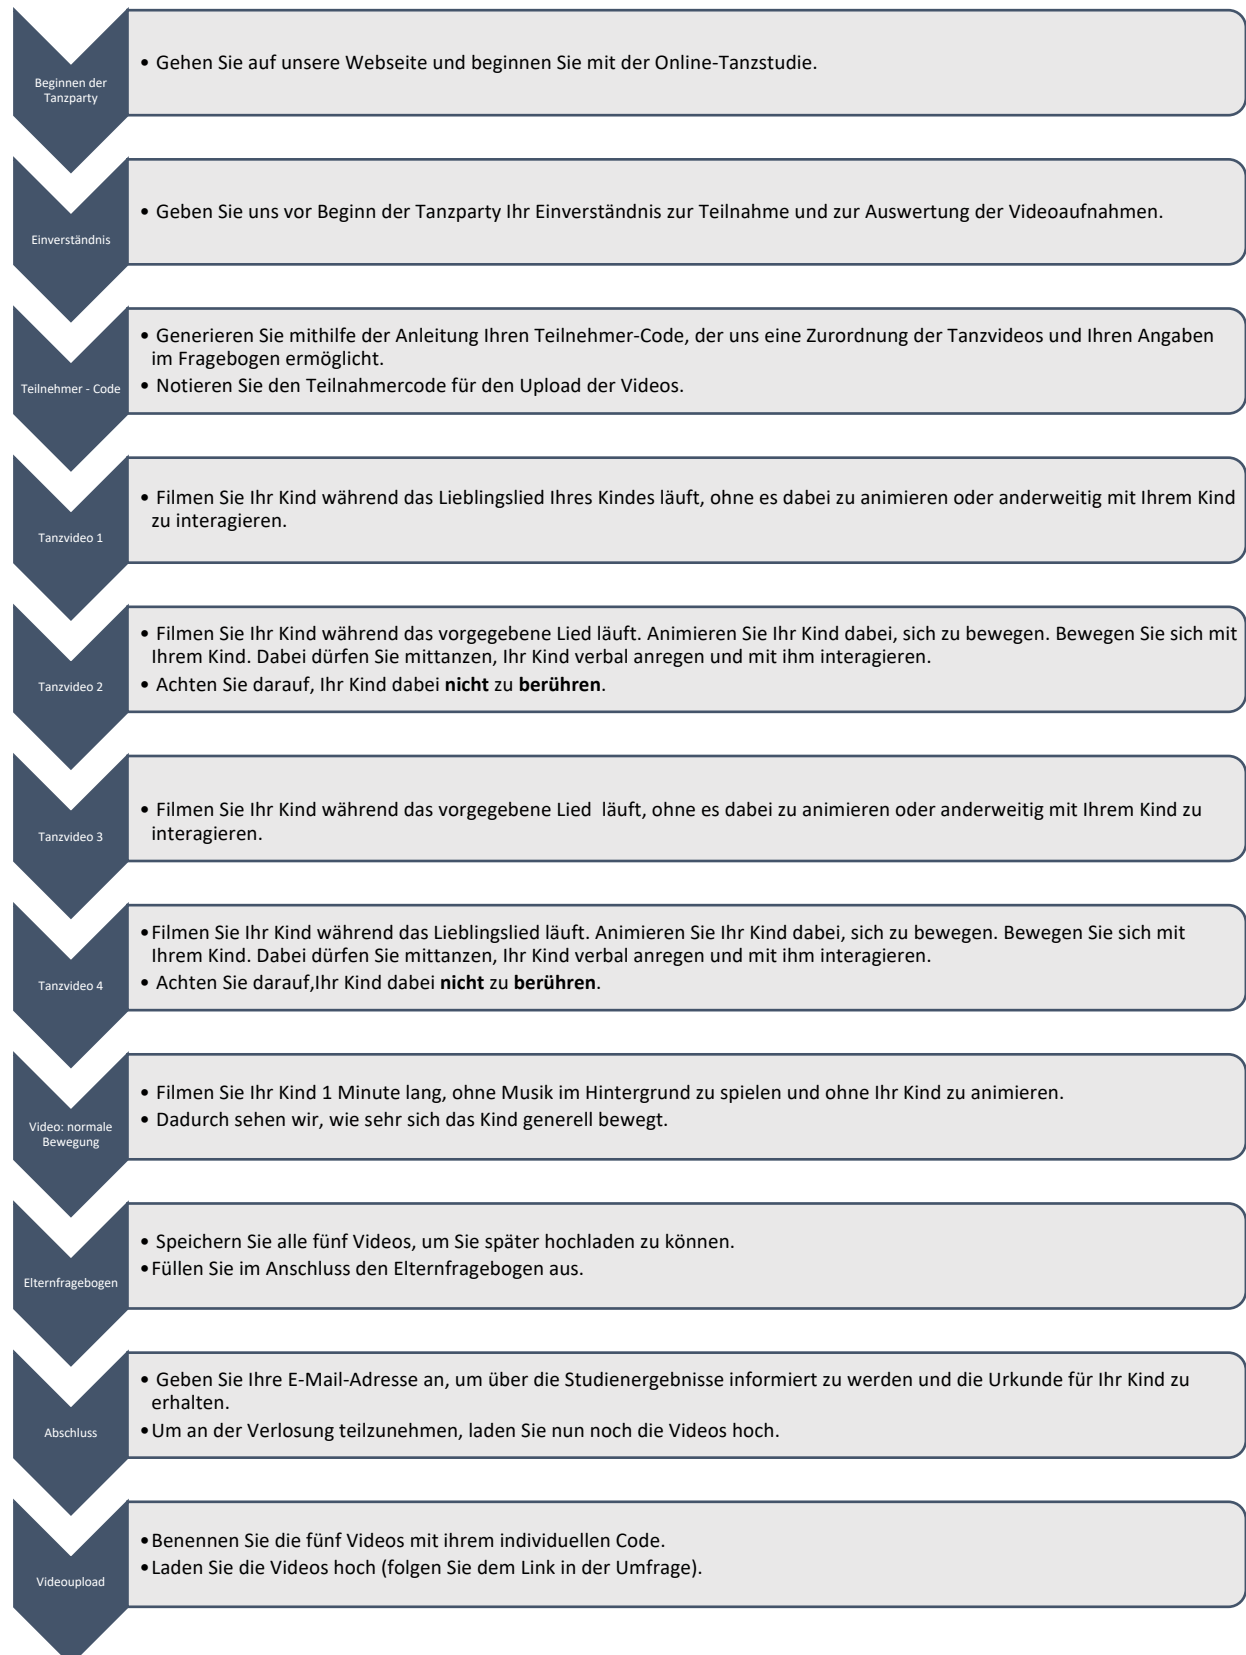 Beginnen der
Tanzparty
• Gehen Sie auf unsere Webseite und beginnen Sie mit der Online-Tanzstudie.
Einverständnis
• Geben Sie uns vor Beginn der Tanzparty Ihr Einverständnis zur Teilnahme und zur Auswertung der Videoaufnahmen.
Teilnehmer - Code
• Generieren Sie mithilfe der Anleitung Ihren Teilnehmer-Code, der uns eine Zurordnung der Tanzvideos und Ihren Angaben
im Fragebogen ermöglicht.
• Notieren Sie den Teilnahmercode für den Upload der Videos.
Tanzvideo 1
• Filmen Sie Ihr Kind während das Lieblingslied Ihres Kindes läuft, ohne es dabei zu animieren oder anderweitig mit Ihrem Kind
zu interagieren.
Tanzvideo 2
• Filmen Sie Ihr Kind während das vorgegebene Lied läuft. Animieren Sie Ihr Kind dabei, sich zu bewegen. Bewegen Sie sich mit
Ihrem Kind. Dabei dürfen Sie mittanzen, Ihr Kind verbal anregen und mit ihm interagieren.
• Achten Sie darauf, Ihr Kind dabei nicht zu berühren.
Tanzvideo 3
• Filmen Sie Ihr Kind während das vorgegebene Lied  läuft, ohne es dabei zu animieren oder anderweitig mit Ihrem Kind zu
interagieren.
Tanzvideo 4
•Filmen Sie Ihr Kind während das Lieblingslied läuft. Animieren Sie Ihr Kind dabei, sich zu bewegen. Bewegen Sie sich mit
Ihrem Kind. Dabei dürfen Sie mittanzen, Ihr Kind verbal anregen und mit ihm interagieren.
• Achten Sie darauf,Ihr Kind dabei nicht zu berühren.
Video: normale
Bewegung
• Filmen Sie Ihr Kind 1 Minute lang, ohne Musik im Hintergrund zu spielen und ohne Ihr Kind zu animieren.
• Dadurch sehen wir, wie sehr sich das Kind generell bewegt.
Elternfragebogen
• Speichern Sie alle fünf Videos, um Sie später hochladen zu können.
•Füllen Sie im Anschluss den Elternfragebogen aus.
Abschluss
• Geben Sie Ihre E-Mail-Adresse an, um über die Studienergebnisse informiert zu werden und die Urkunde für Ihr Kind zu
erhalten.
•Um an der Verlosung teilzunehmen, laden Sie nun noch die Videos hoch.
Videoupload
•Benennen Sie die fünf Videos mit ihrem individuellen Code.
•Laden Sie die Videos hoch (folgen Sie dem Link in der Umfrage).